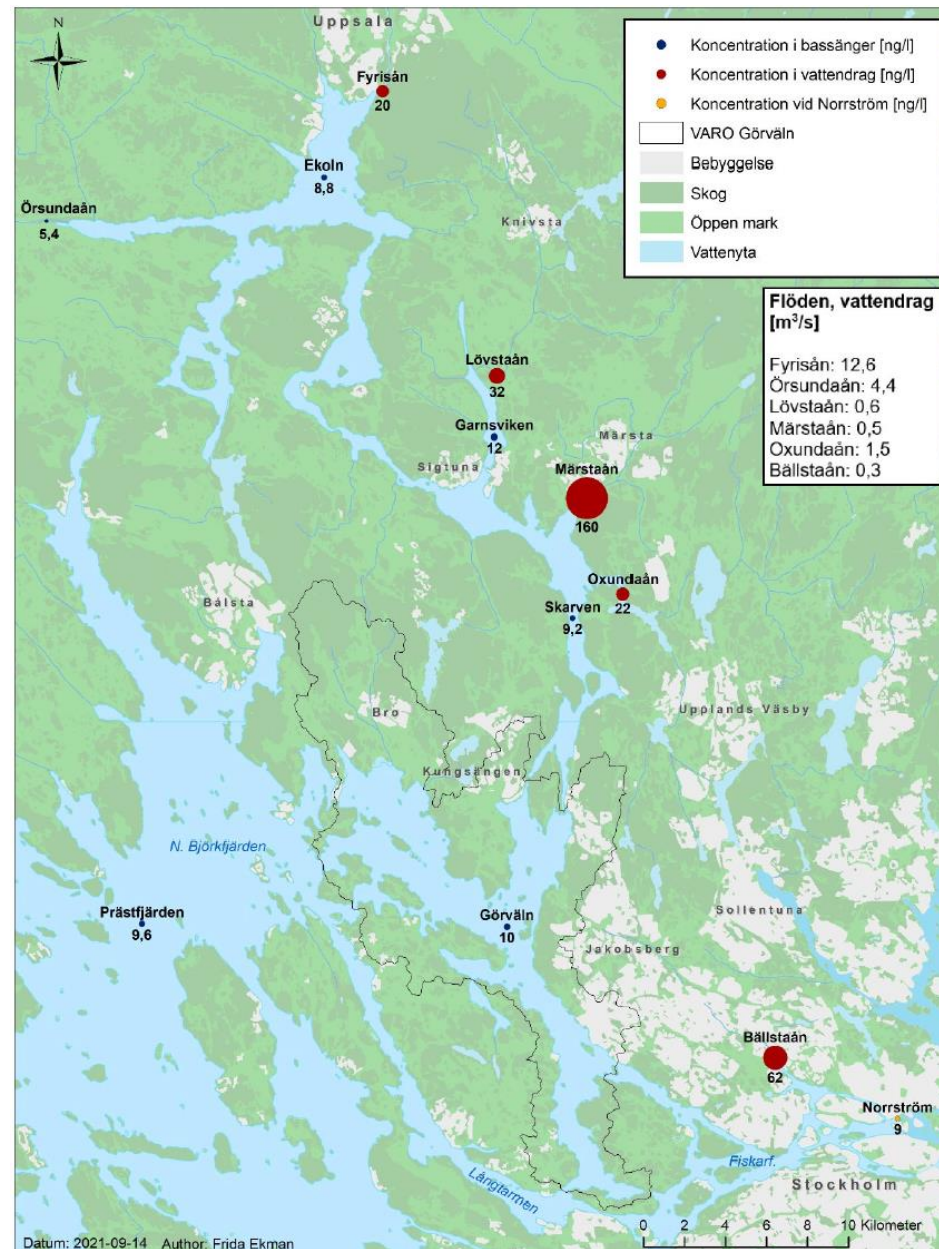 N
Uppsala
Fyrisån
20
Koncentration i bassänger [ng/l]
Koncentration i vattendrag [ng/l]
Koncentration vid Norrström [ng/l]
VARO Görväln
Bebyggelse
Skog
Öppen mark
Vattenyta
Ekoln
8,8
Örsundaån
5,4
Knivsta
Flöden, vattendrag
[m³/s]
Fyrisån: 12,6
Örsundaån: 4,4
Lövstaån: 0,6
Märstaån: 0,5
Oxundaån: 1,5
Bällstaån: 0,3
Lövstaån
32
Garnsviken
12
Märsta
Sigtuna
Märstaån
160
Oxundaån
22
Skarven
9,2
Bålsta
Bro
Upplands Väsby
Kungsängen
N. Björkfjärden
Prästfjärden
9,6
Görväln
10
Sollentuna
Jakobsberg
Bällstaån
62
Norrström
9
Fiskarf.
Långtarmen
Stockholm
0 2 4 6 8 10 Kilometer
Datum: 2021-09-14 Author: Frida Ekman